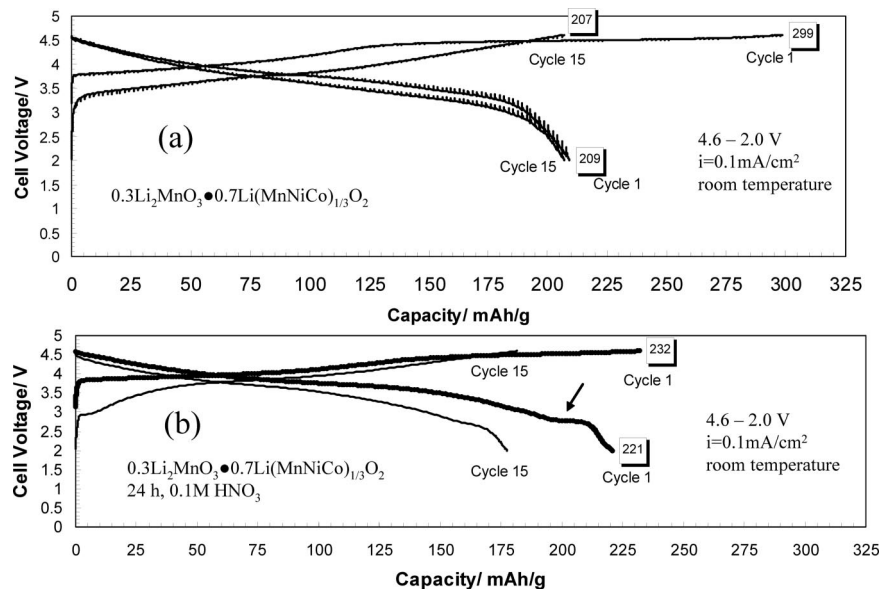 5
4.5
4
3.5
3
2.5
2
1.5
1
0.5
0
Cell Voltage/ V
207
299
Cycle 15
Cycle 1
(a)
209
Cycle 15
Cycle 1
4.6 – 2.0 V
i=0.1mA/cm²
room temperature
0.3Li₂MnO₃●0.7Li(MnNiCo)₁/₃O₂
0 25 50 75 100 125 150 175 200 225 250 275 300 325
Capacity/ mAh/g
5
4.5
4
3.5
3
2.5
2
1.5
1
0.5
0
Cell Voltage/ V
232
Cycle 15
Cycle 1
(b)
221
Cycle 15
Cycle 1
4.6 – 2.0 V
i=0.1mA/cm²
room temperature
0.3Li₂MnO₃●0.7Li(MnNiCo)₁/₃O₂
24 h, 0.1M HNO₃
0 25 50 75 100 125 150 175 200 225 250 275 300 325
Capacity/ mAh/g